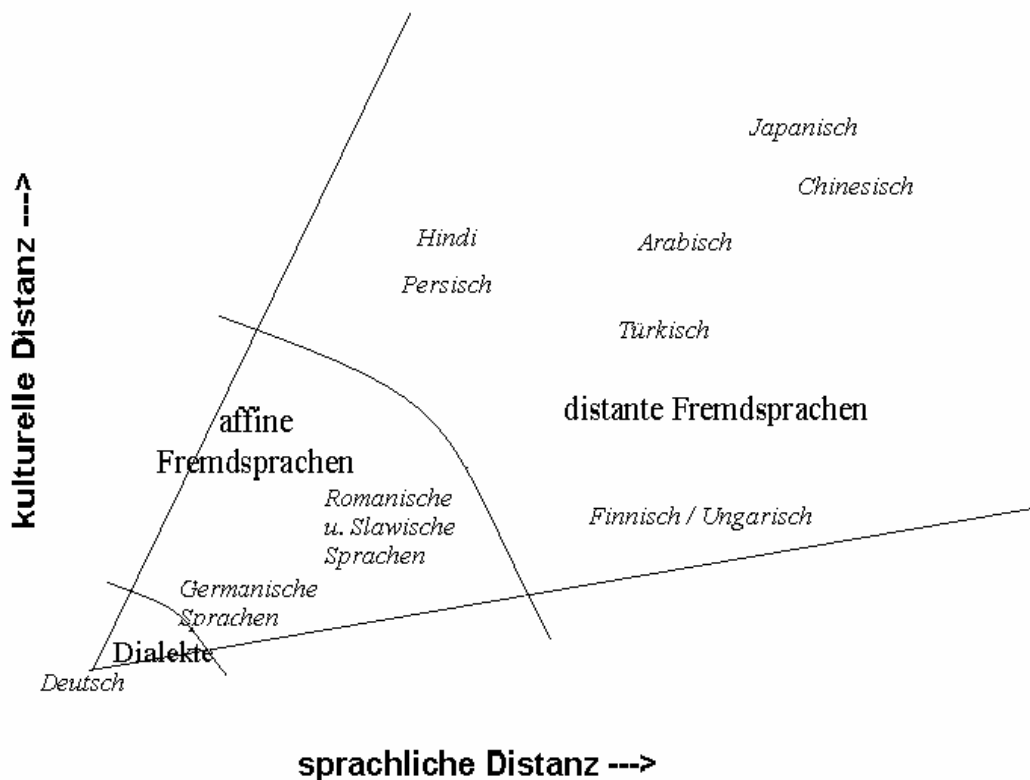 Japanisch
Chinesisch
Hindi
Arabisch
Persisch
Türkisch
kulturelle Distanz --->
affine
Fremdsprachen
distante Fremdsprachen
Romanische
u. Slawische
Sprachen
Finnisch / Ungarisch
Germanische
Sprachen
Dialekte
Deutsch
sprachliche Distanz --->